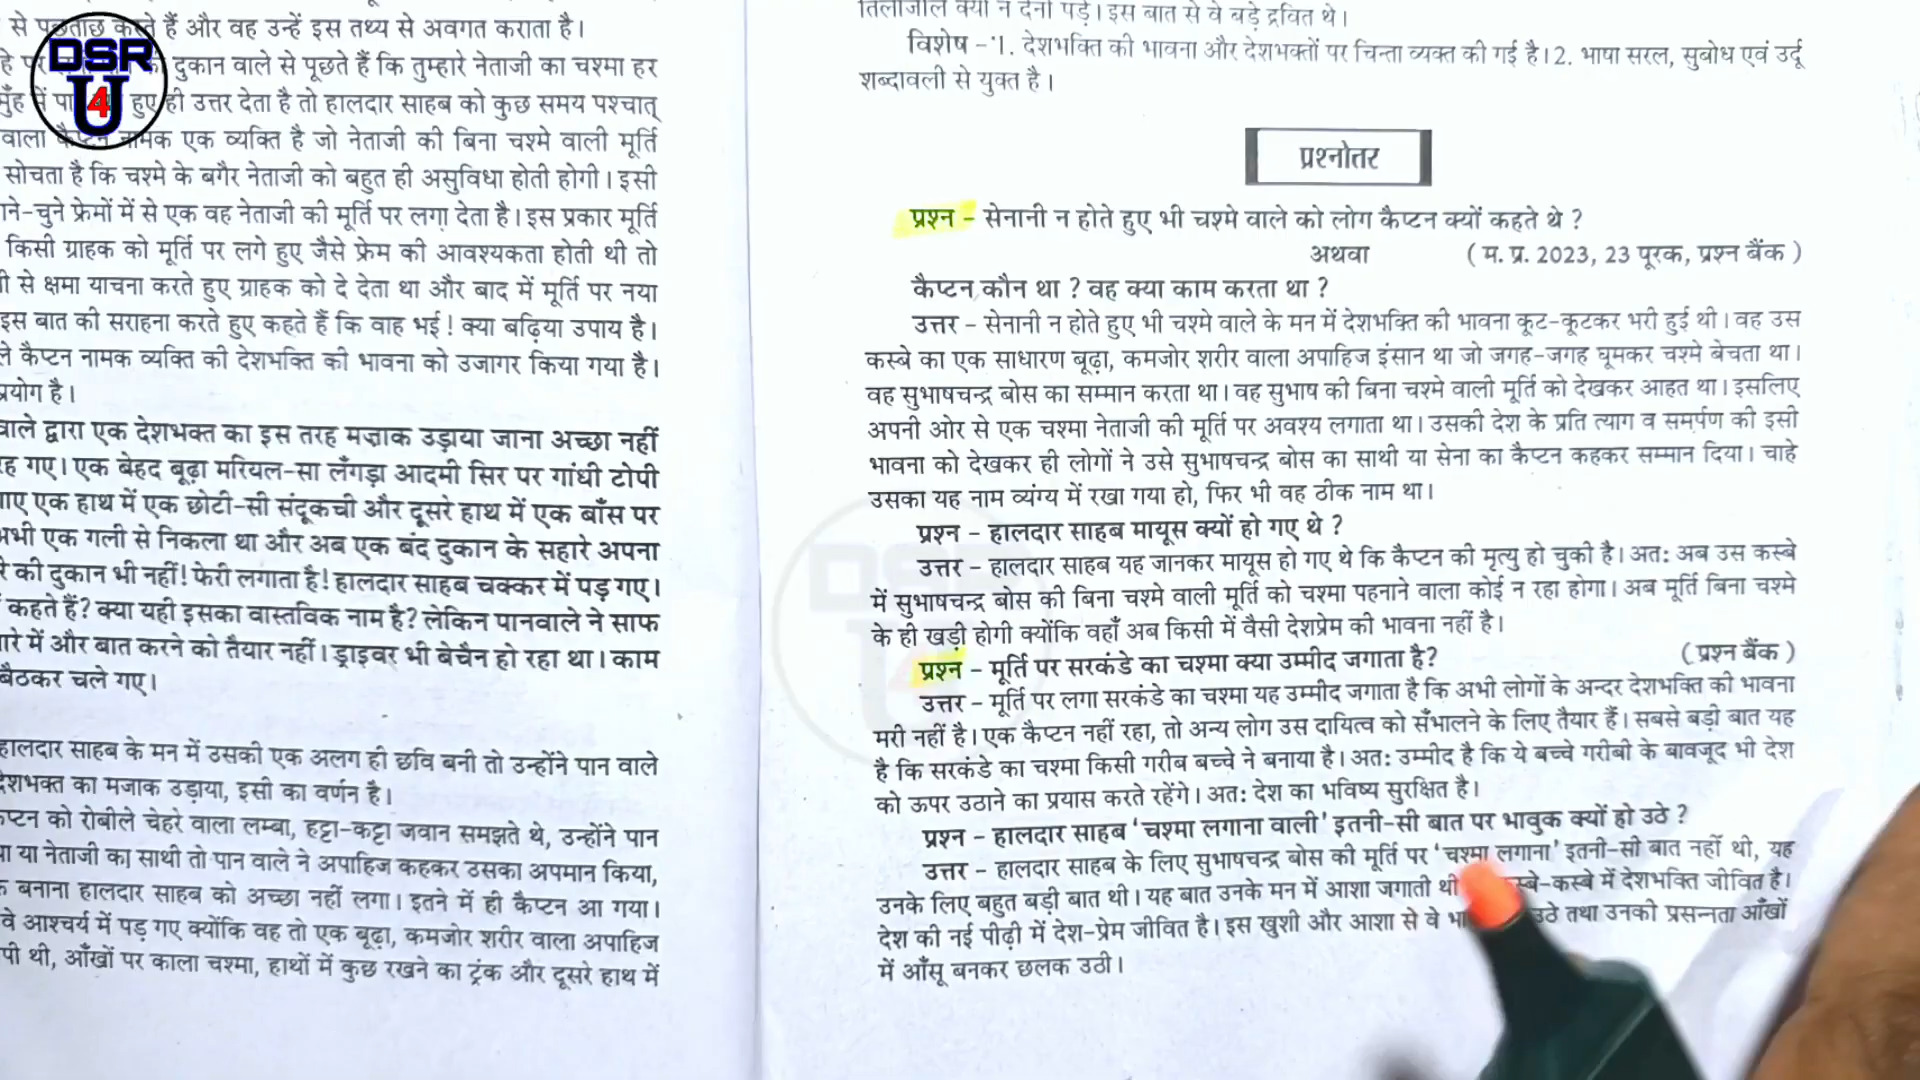 DSR
U
4
से पूछताछ करते हैं और वह उन्हें इस तथ्य से अवगत कराता है।
दुकान वाले से पूछते हैं कि तुम्हारे नेताजी का चश्मा हर
हुए ही उत्तर देता है तो हालदार साहब को कुछ समय पश्चात्
वाला कैप्टन नामक एक व्यक्ति है जो नेताजी की बिना चश्मे वाली मूर्ति
सोचता है कि चश्मे के बगैर नेताजी को बहुत ही असुविधा होती होगी। इसी
ने-चुने फ्रेमों में से एक वह नेताजी की मूर्ति पर लगा देता है। इस प्रकार मूर्ति
किसी ग्राहक को मूर्ति पर लगे हुए जैसे फ्रेम की आवश्यकता होती थी तो
से क्षमा याचना करते हुए ग्राहक को दे देता था और बाद में मूर्ति पर नया
इस बात की सराहना करते हुए कहते हैं कि वाह भई! क्या बढ़िया उपाय है।
ले कैप्टन नामक व्यक्ति की देशभक्ति की भावना को उजागर किया गया है।
प्रयोग है।
वाले द्वारा एक देशभक्त का इस तरह मज़ाक उड़ाया जाना अच्छा नहीं
रह गए। एक बेहद बूढ़ा मरियल-सा लँगड़ा आदमी सिर पर गांधी टोपी
गाए एक हाथ में एक छोटी-सी संदूकची और दूसरे हाथ में एक बाँस पर
अभी एक गली से निकला था और अब एक बंद दुकान के सहारे अपना
रे की दुकान भी नहीं! फेरी लगाता है! हालदार साहब चक्कर में पड़ गए।
कहते हैं? क्या यही इसका वास्तविक नाम है? लेकिन पानवाले ने साफ
बारे में और बात करने को तैयार नहीं। ड्राइवर भी बेचैन हो रहा था। काम
बैठकर चले गए।
हालदार साहब के मन में उसकी एक अलग ही छवि बनी तो उन्होंने पान वाले
देशभक्त का मजाक उड़ाया, इसी का वर्णन है।
कैप्टन को रोबीले चेहरे वाला लम्बा, हट्टा-कट्टा जवान समझते थे, उन्होंने पान
या नेताजी का साथी तो पान वाले ने अपाहिज कहकर उसका अपमान किया,
बनाना हालदार साहब को अच्छा नहीं लगा। इतने में ही कैप्टन आ गया।
वे आश्चर्य में पड़ गए क्योंकि वह तो एक बूढ़ा, कमजोर शरीर वाला अपाहिज
पी थी, आँखों पर काला चश्मा, हाथों में कुछ रखने का ट्रंक और दूसरे हाथ में
तिलांजलि क्यों न देनी पड़े। इस बात से वे बड़े द्रवित थे।
विशेष - 1. देशभक्ति की भावना और देशभक्तों पर चिन्ता व्यक्त की गई है। 2. भाषा सरल, सुबोध एवं उर्दू
शब्दावली से युक्त है।
प्रश्नोतर
प्रश्न - सेनानी न होते हुए भी चश्मे वाले को लोग कैप्टन क्यों कहते थे ?
अथवा ( म. प्र. 2023, 23 पूरक, प्रश्न बैंक )
कैप्टन कौन था ? वह क्या काम करता था ?
उत्तर - सेनानी न होते हुए भी चश्मे वाले के मन में देशभक्ति की भावना कूट-कूटकर भरी हुई थी। वह उस
कस्बे का एक साधारण बूढ़ा, कमजोर शरीर वाला अपाहिज इंसान था जो जगह-जगह घूमकर चश्मे बेचता था।
वह सुभाषचन्द्र बोस का सम्मान करता था। वह सुभाष की बिना चश्मे वाली मूर्ति को देखकर आहत था। इसलिए
अपनी ओर से एक चश्मा नेताजी की मूर्ति पर अवश्य लगाता था। उसकी देश के प्रति त्याग व समर्पण की इसी
भावना को देखकर ही लोगों ने उसे सुभाषचन्द्र बोस का साथी या सेना का कैप्टन कहकर सम्मान दिया। चाहे
उसका यह नाम व्यंग्य में रखा गया हो, फिर भी वह ठीक नाम था।
प्रश्न - हालदार साहब मायूस क्यों हो गए थे ?
उत्तर - हालदार साहब यह जानकर मायूस हो गए थे कि कैप्टन की मृत्यु हो चुकी है। अतः अब उस कस्बे
में सुभाषचन्द्र बोस की बिना चश्मे वाली मूर्ति को चश्मा पहनाने वाला कोई न रहा होगा। अब मूर्ति बिना चश्मे
के ही खड़ी होगी क्योंकि वहाँ अब किसी में वैसी देशप्रेम की भावना नहीं है।
प्रश्न - मूर्ति पर सरकंडे का चश्मा क्या उम्मीद जगाता है? ( प्रश्न बैंक )
उत्तर - मूर्ति पर लगा सरकंडे का चश्मा यह उम्मीद जगाता है कि अभी लोगों के अन्दर देशभक्ति की भावना
मरी नहीं है। एक कैप्टन नहीं रहा, तो अन्य लोग उस दायित्व को सँभालने के लिए तैयार हैं। सबसे बड़ी बात यह
है कि सरकंडे का चश्मा किसी गरीब बच्चे ने बनाया है। अतः उम्मीद है कि ये बच्चे गरीबी के बावजूद भी देश
को ऊपर उठाने का प्रयास करते रहेंगे। अतः देश का भविष्य सुरक्षित है।
प्रश्न - हालदार साहब 'चश्मा लगाना वाली' इतनी-सी बात पर भावुक क्यों हो उठे ?
उत्तर - हालदार साहब के लिए सुभाषचन्द्र बोस की मूर्ति पर 'चश्मा लगाना' इतनी-सी बात नहीं थी, यह
उनके लिए बहुत बड़ी बात थी। यह बात उनके मन में आशा जगाती थी कस्बे-कस्बे में देशभक्ति जीवित है।
देश की नई पीढ़ी में देश-प्रेम जीवित है। इस खुशी और आशा से वे उठे तथा उनकी प्रसन्नता आँखों
में आँसू बनकर छलक उठी।